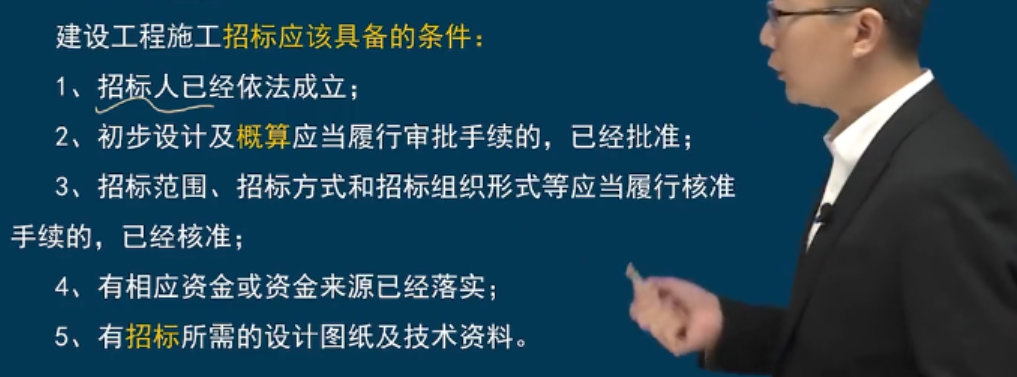 建设工程施工招标应该具备的条件：
1、招标人已经依法成立；
2、初步设计及概算应当履行审批手续的，已经批准；
3、招标范围、招标方式和招标组织形式等应当履行核准
手续的，已经核准；
4、有相应资金或资金来源已经落实；
5、有招标所需的设计图纸及技术资料。